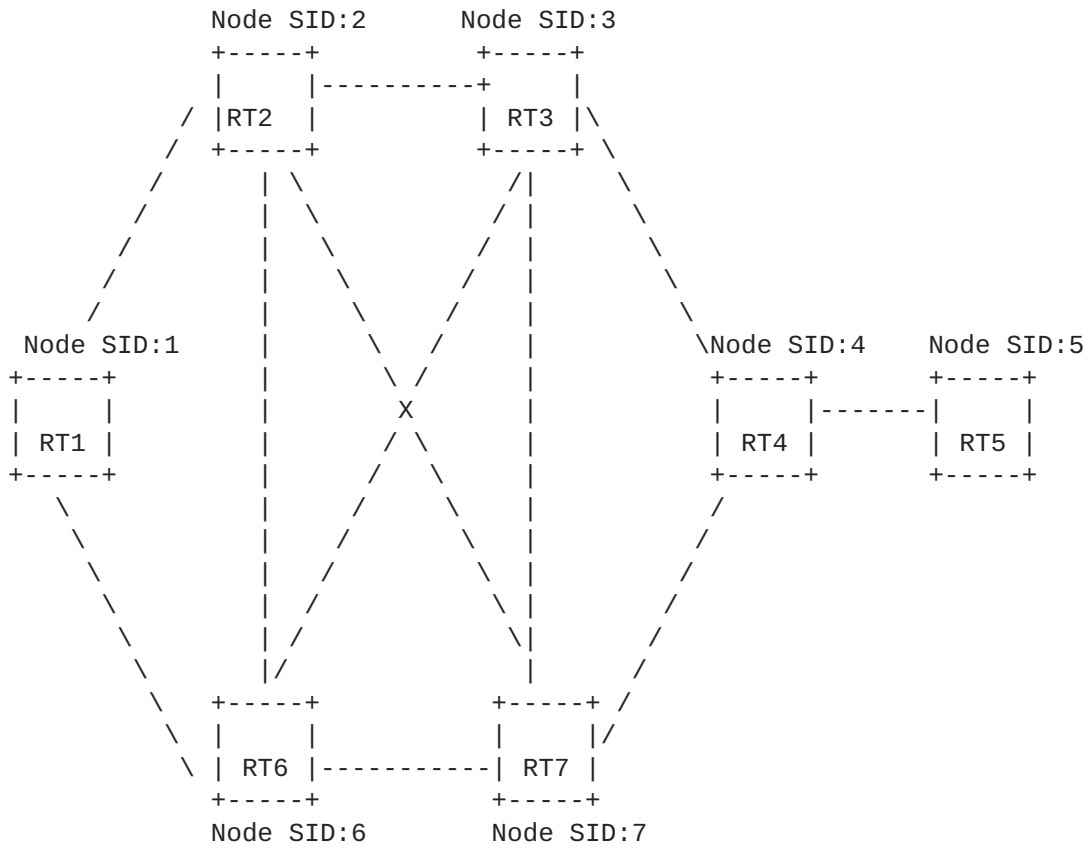 Node SID:2 Node SID:3
RT2 RT3
Node SID:1 Node SID:4 Node SID:5
X
RT1 RT4 RT5
RT6 RT7
Node SID:6 Node SID:7